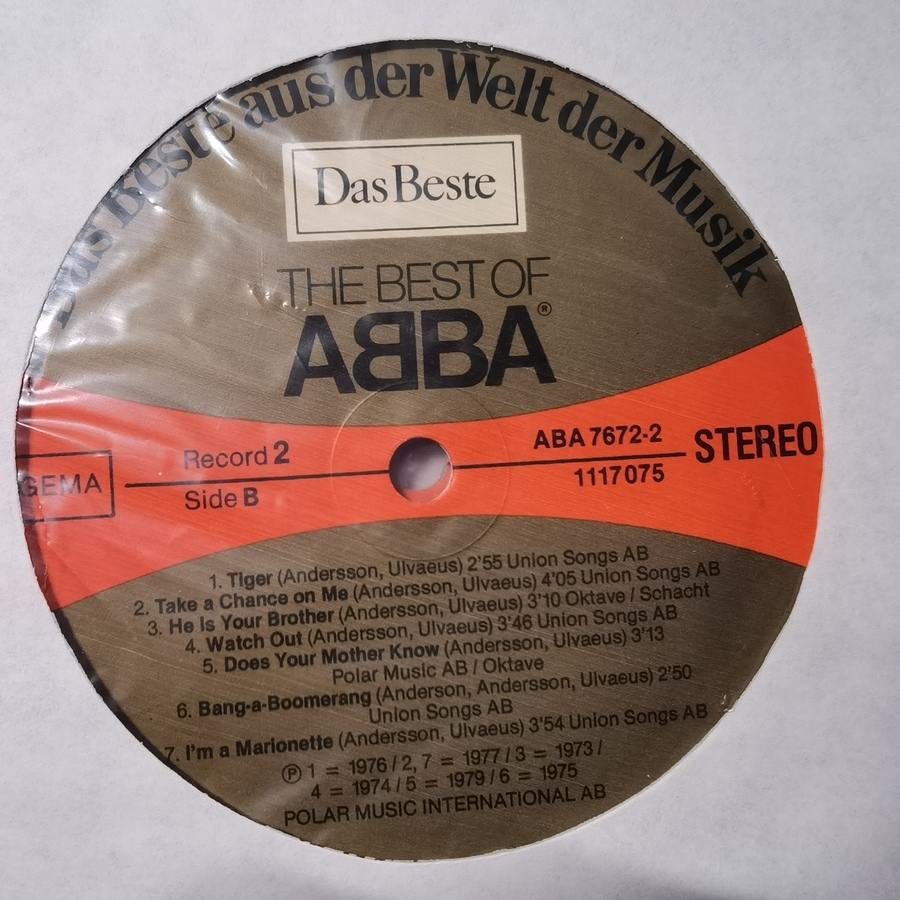 Das Beste aus der Welt der Musik
Das Beste
THE BEST OF
ABBA®
Record 2
Side B
ABA 7672-2
1117 075
STEREO
GEMA
1. Tiger (Andersson, Ulvaeus) 2'55 Union Songs AB
2. Take a Chance on Me (Andersson, Ulvaeus) 4'05 Union Songs AB
3. He Is Your Brother (Andersson, Ulvaeus) 3'10 Oktave / Schacht
4. Watch Out (Andersson, Ulvaeus) 3'46 Union Songs AB
5. Does Your Mother Know (Andersson, Ulvaeus) 3'13
Polar Music AB / Oktave
6. Bang-a-Boomerang (Anderson, Andersson, Ulvaeus) 2'50
Union Songs AB
7. I'm a Marionette (Andersson, Ulvaeus) 3'54 Union Songs AB
Ⓟ 1 = 1976 / 2, 7 = 1977 / 3 = 1973 /
4 = 1974 / 5 = 1979 / 6 = 1975
POLAR MUSIC INTERNATIONAL AB